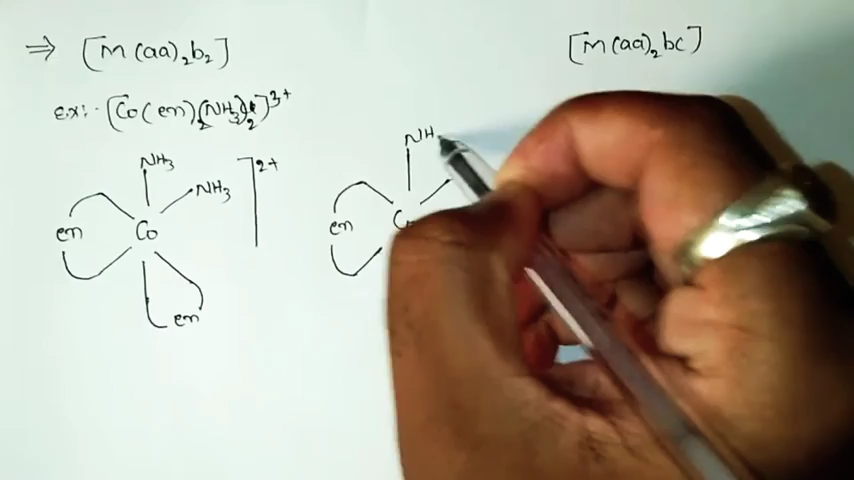 ⇒ [M(aa)₂b₂]
[M(aa)₂bc]
ex:- [Co(en)₂(NH₃)₂]³⁺
NH₃
NH₃
en Co
en
]²⁺
NH
en